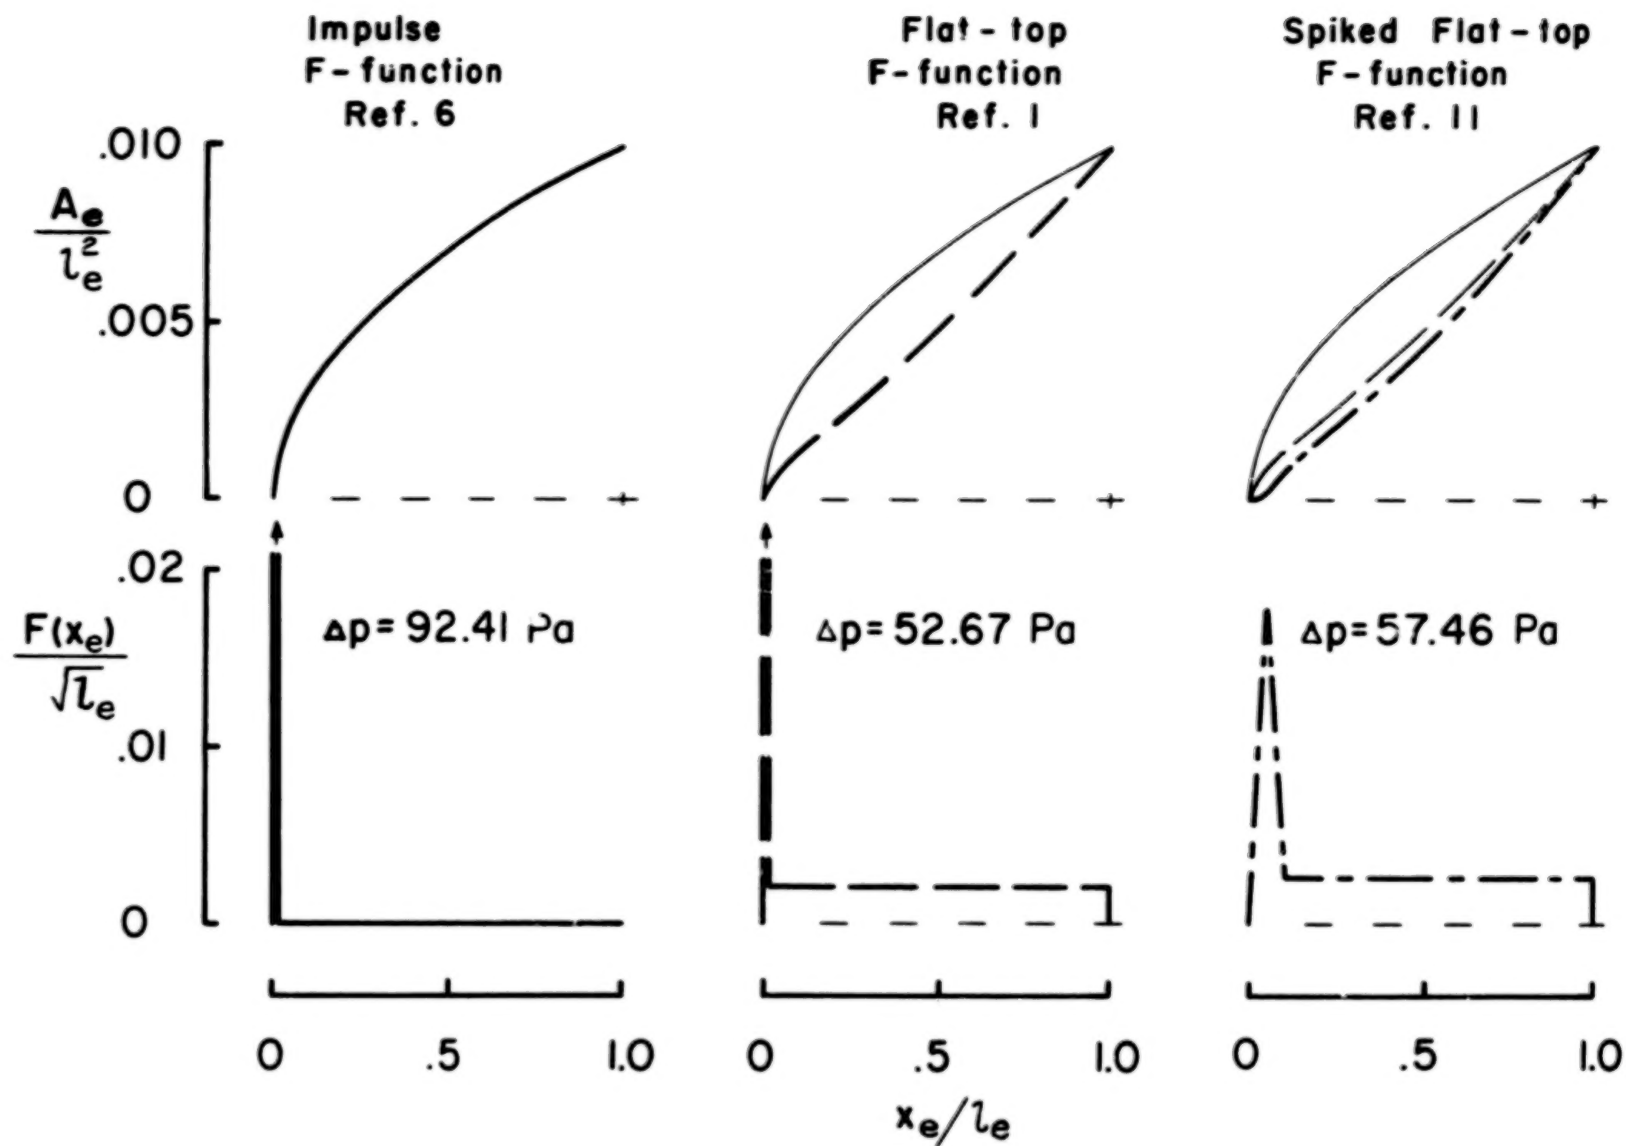 Impulse
F-function
Ref. 6
Flat-top
F-function
Ref. 1
Spiked Flat-top
F-function
Ref. 11
.010
.005
0
A_e
l_e^2
.02
.01
0
F(x_e)
√l_e
Δp=92.41 Pa
Δp=52.67 Pa
Δp=57.46 Pa
0 .5 1.0
0 .5 1.0
0 .5 1.0
x_e/l_e